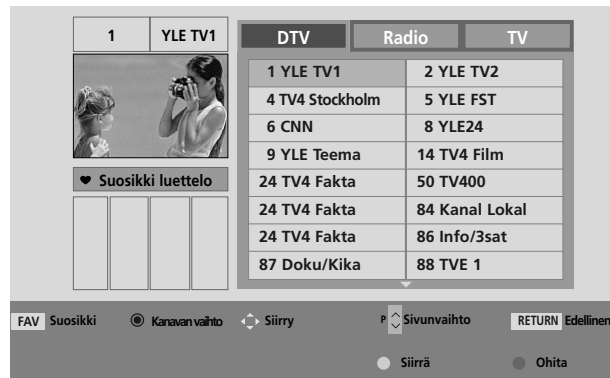 1 YLE TV1
DTV Radio TV
1 YLE TV1 2 YLE TV2
4 TV4 Stockholm 5 YLE FST
6 CNN 8 YLE24
9 YLE Teema 14 TV4 Film
Suosikki luettelo
24 TV4 Fakta 50 TV400
24 TV4 Fakta 84 Kanal Lokal
24 TV4 Fakta 86 Info/3sat
87 Doku/Kika 88 TVE 1
FAV Suosikki Kanavan vaihto Siirry P Sivunvaihto RETURN Edellinen
Siirrä Ohita